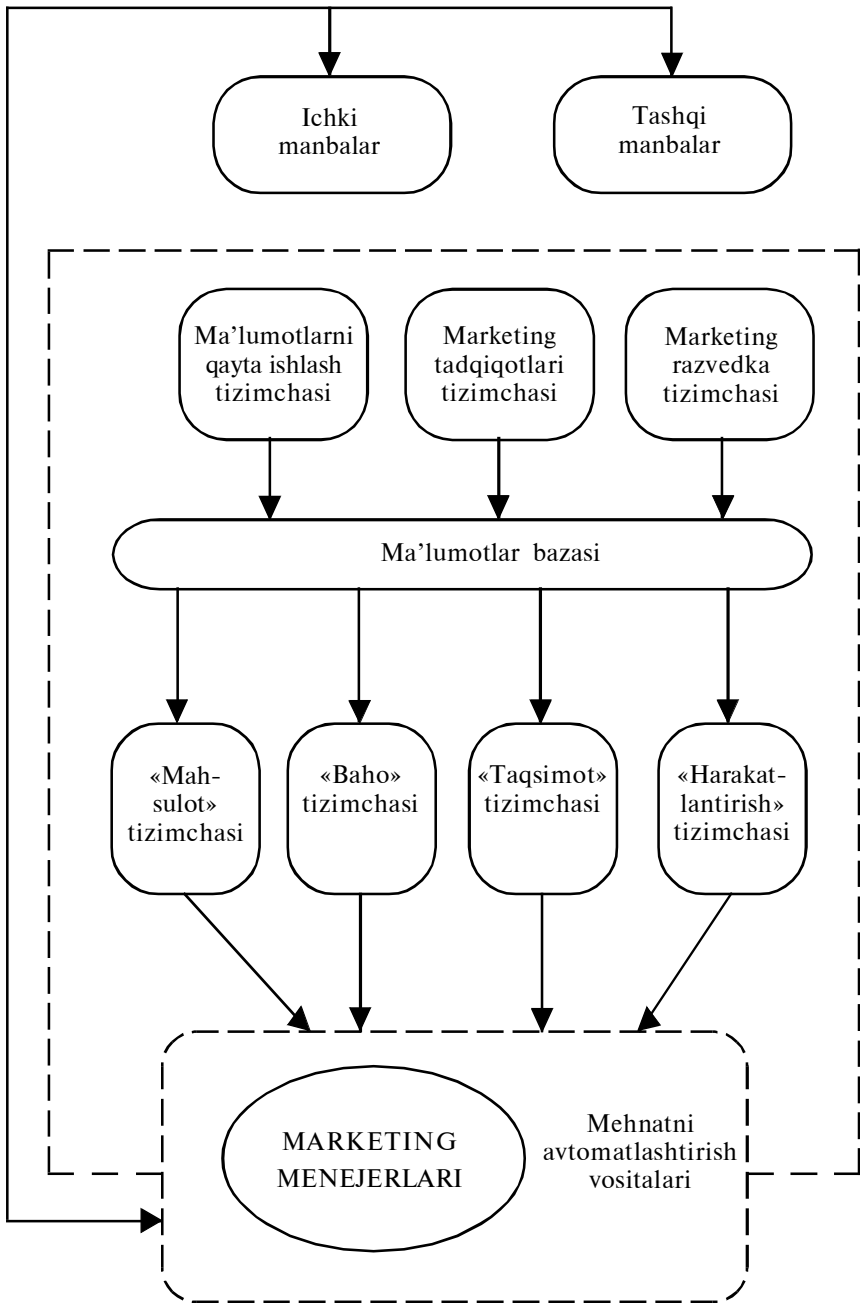 Ichki
manbalar
Tashqi
manbalar
Ma’lumotlarni
qayta ishlash
tizimchasi
Marketing
tadqiqotlari
tizimchasi
Marketing
razvedka
tizimchasi
Ma’lumotlar bazasi
«Mah-
sulot»
tizimchasi
«Baho»
tizimchasi
«Taqsimot»
tizimchasi
«Harakat-
lantirish»
tizimchasi
MARKETING
MENEJERLARI
Mehnatni
avtomatlashtirish
vositalari